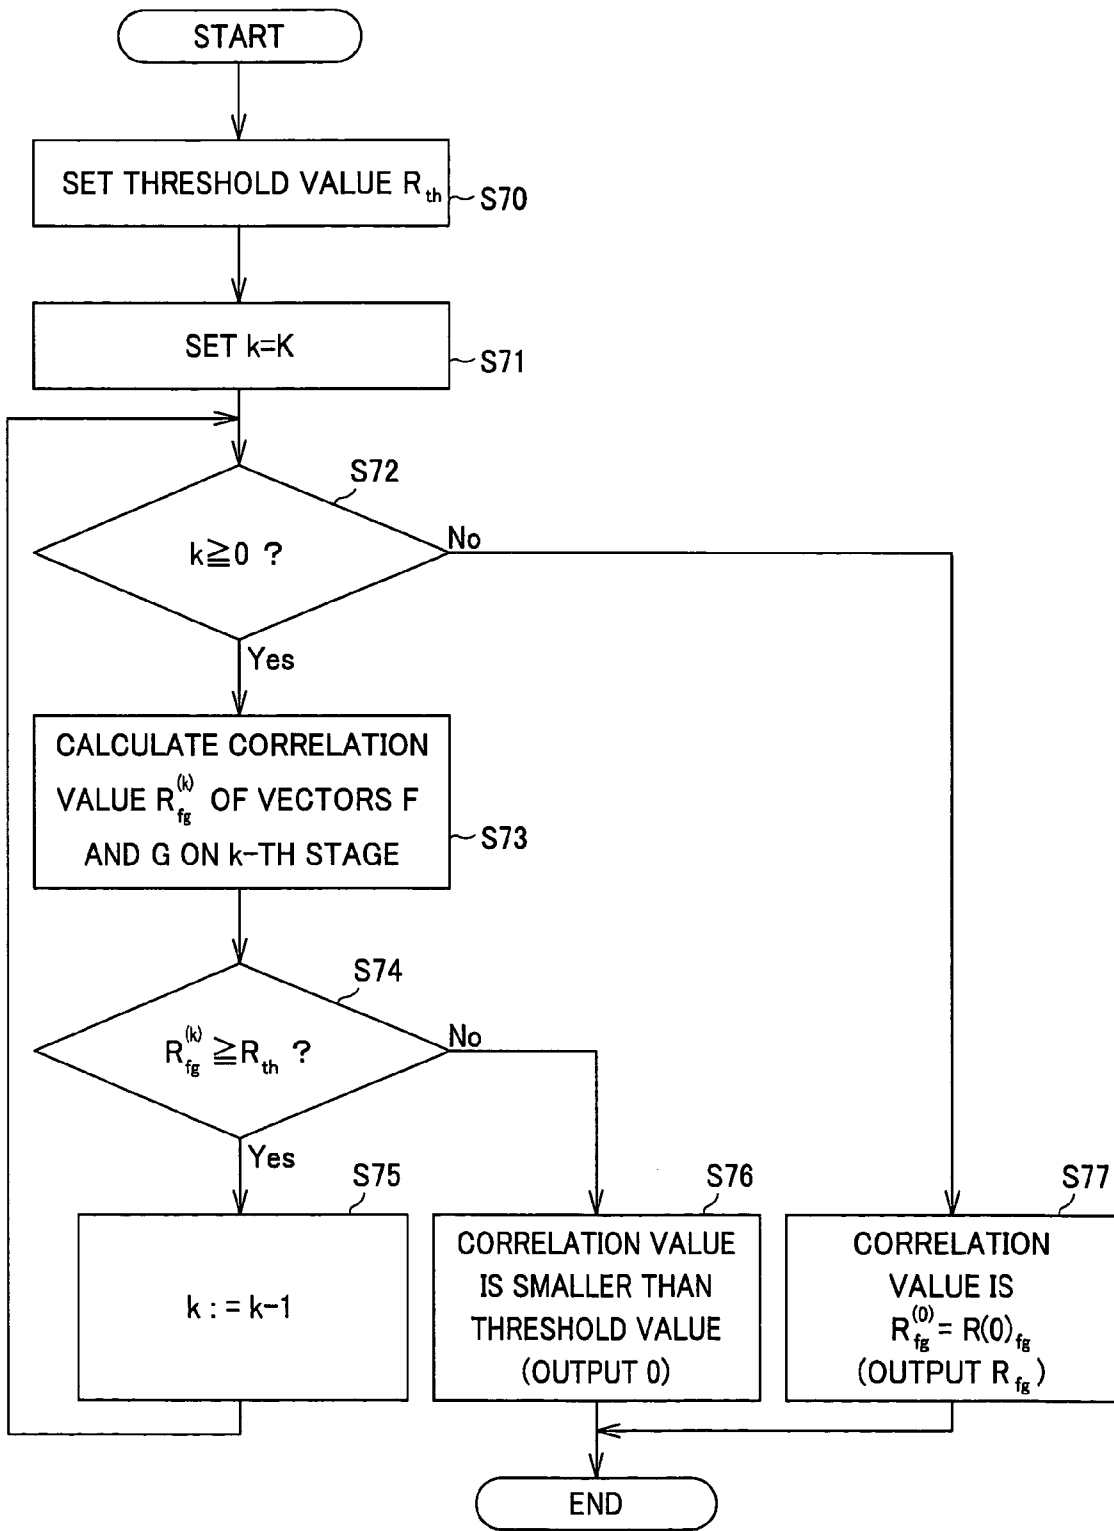 START
SET THRESHOLD VALUE R_th
S70
SET k=K
S71
S72
k≧0 ?
No
Yes
CALCULATE CORRELATION
VALUE R_fg^(k) OF VECTORS F
AND G ON k-TH STAGE
S73
S74
R_fg^(k) ≧R_th ?
No
Yes
S75
k : = k-1
S76
CORRELATION VALUE
IS SMALLER THAN
THRESHOLD VALUE
(OUTPUT 0)
S77
CORRELATION
VALUE IS
R_fg^(0) = R(0)_fg
(OUTPUT R_fg)
END